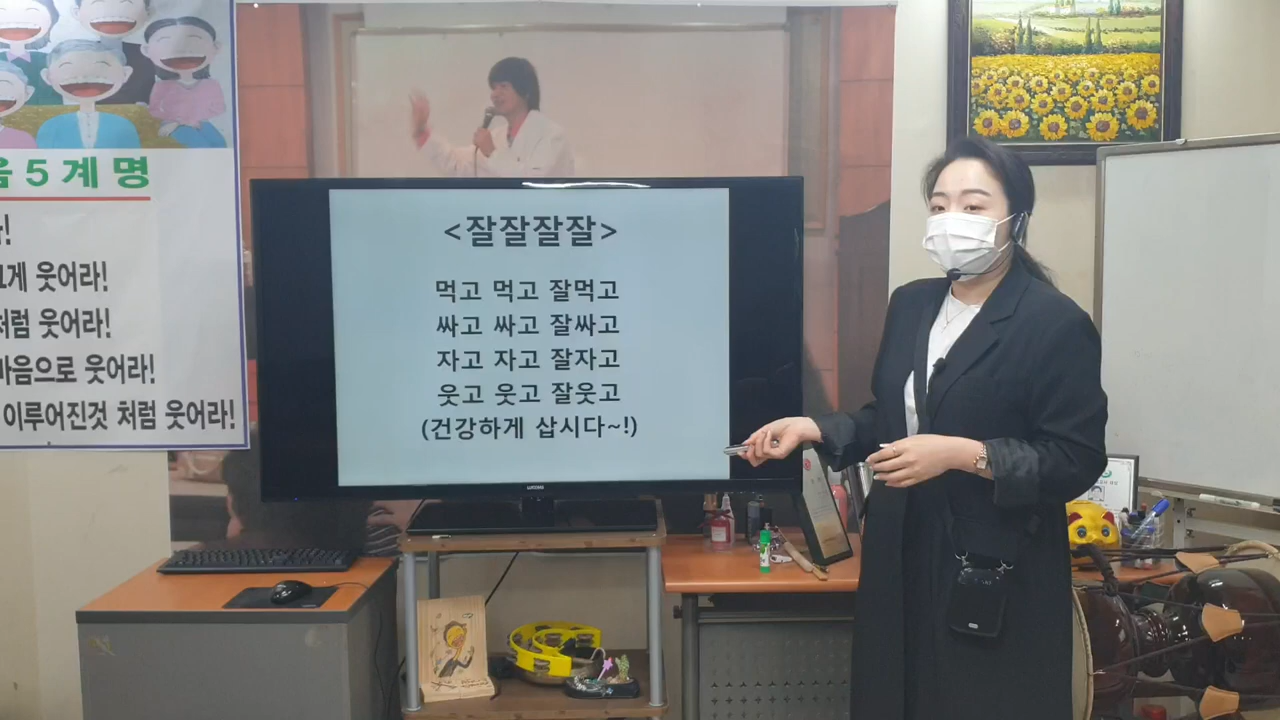 5계명
웃어라!
처럼 웃어라!
마음으로 웃어라!
이루어진것 처럼 웃어라!
<잘잘잘잘>
먹고 먹고 잘먹고
싸고 싸고 잘싸고
자고 자고 잘자고
웃고 웃고 잘웃고
(건강하게 삽시다~!)